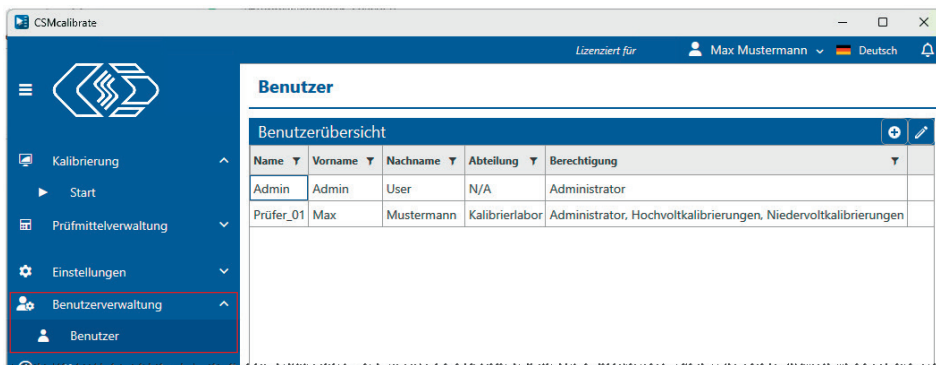 CSMcalibrate
Lizenziert für Max Mustermann Deutsch
Benutzer
Benutzerübersicht
Kalibrierung
Start
Prüfmittelverwaltung
Einstellungen
Benutzerverwaltung
Benutzer
Name Vorname Nachname Abteilung Berechtigung
Admin Admin User N/A Administrator
Prüfer_01 Max Mustermann Kalibrierlabor Administrator, Hochvoltkalibrierungen, Niedervoltkalibrierungen